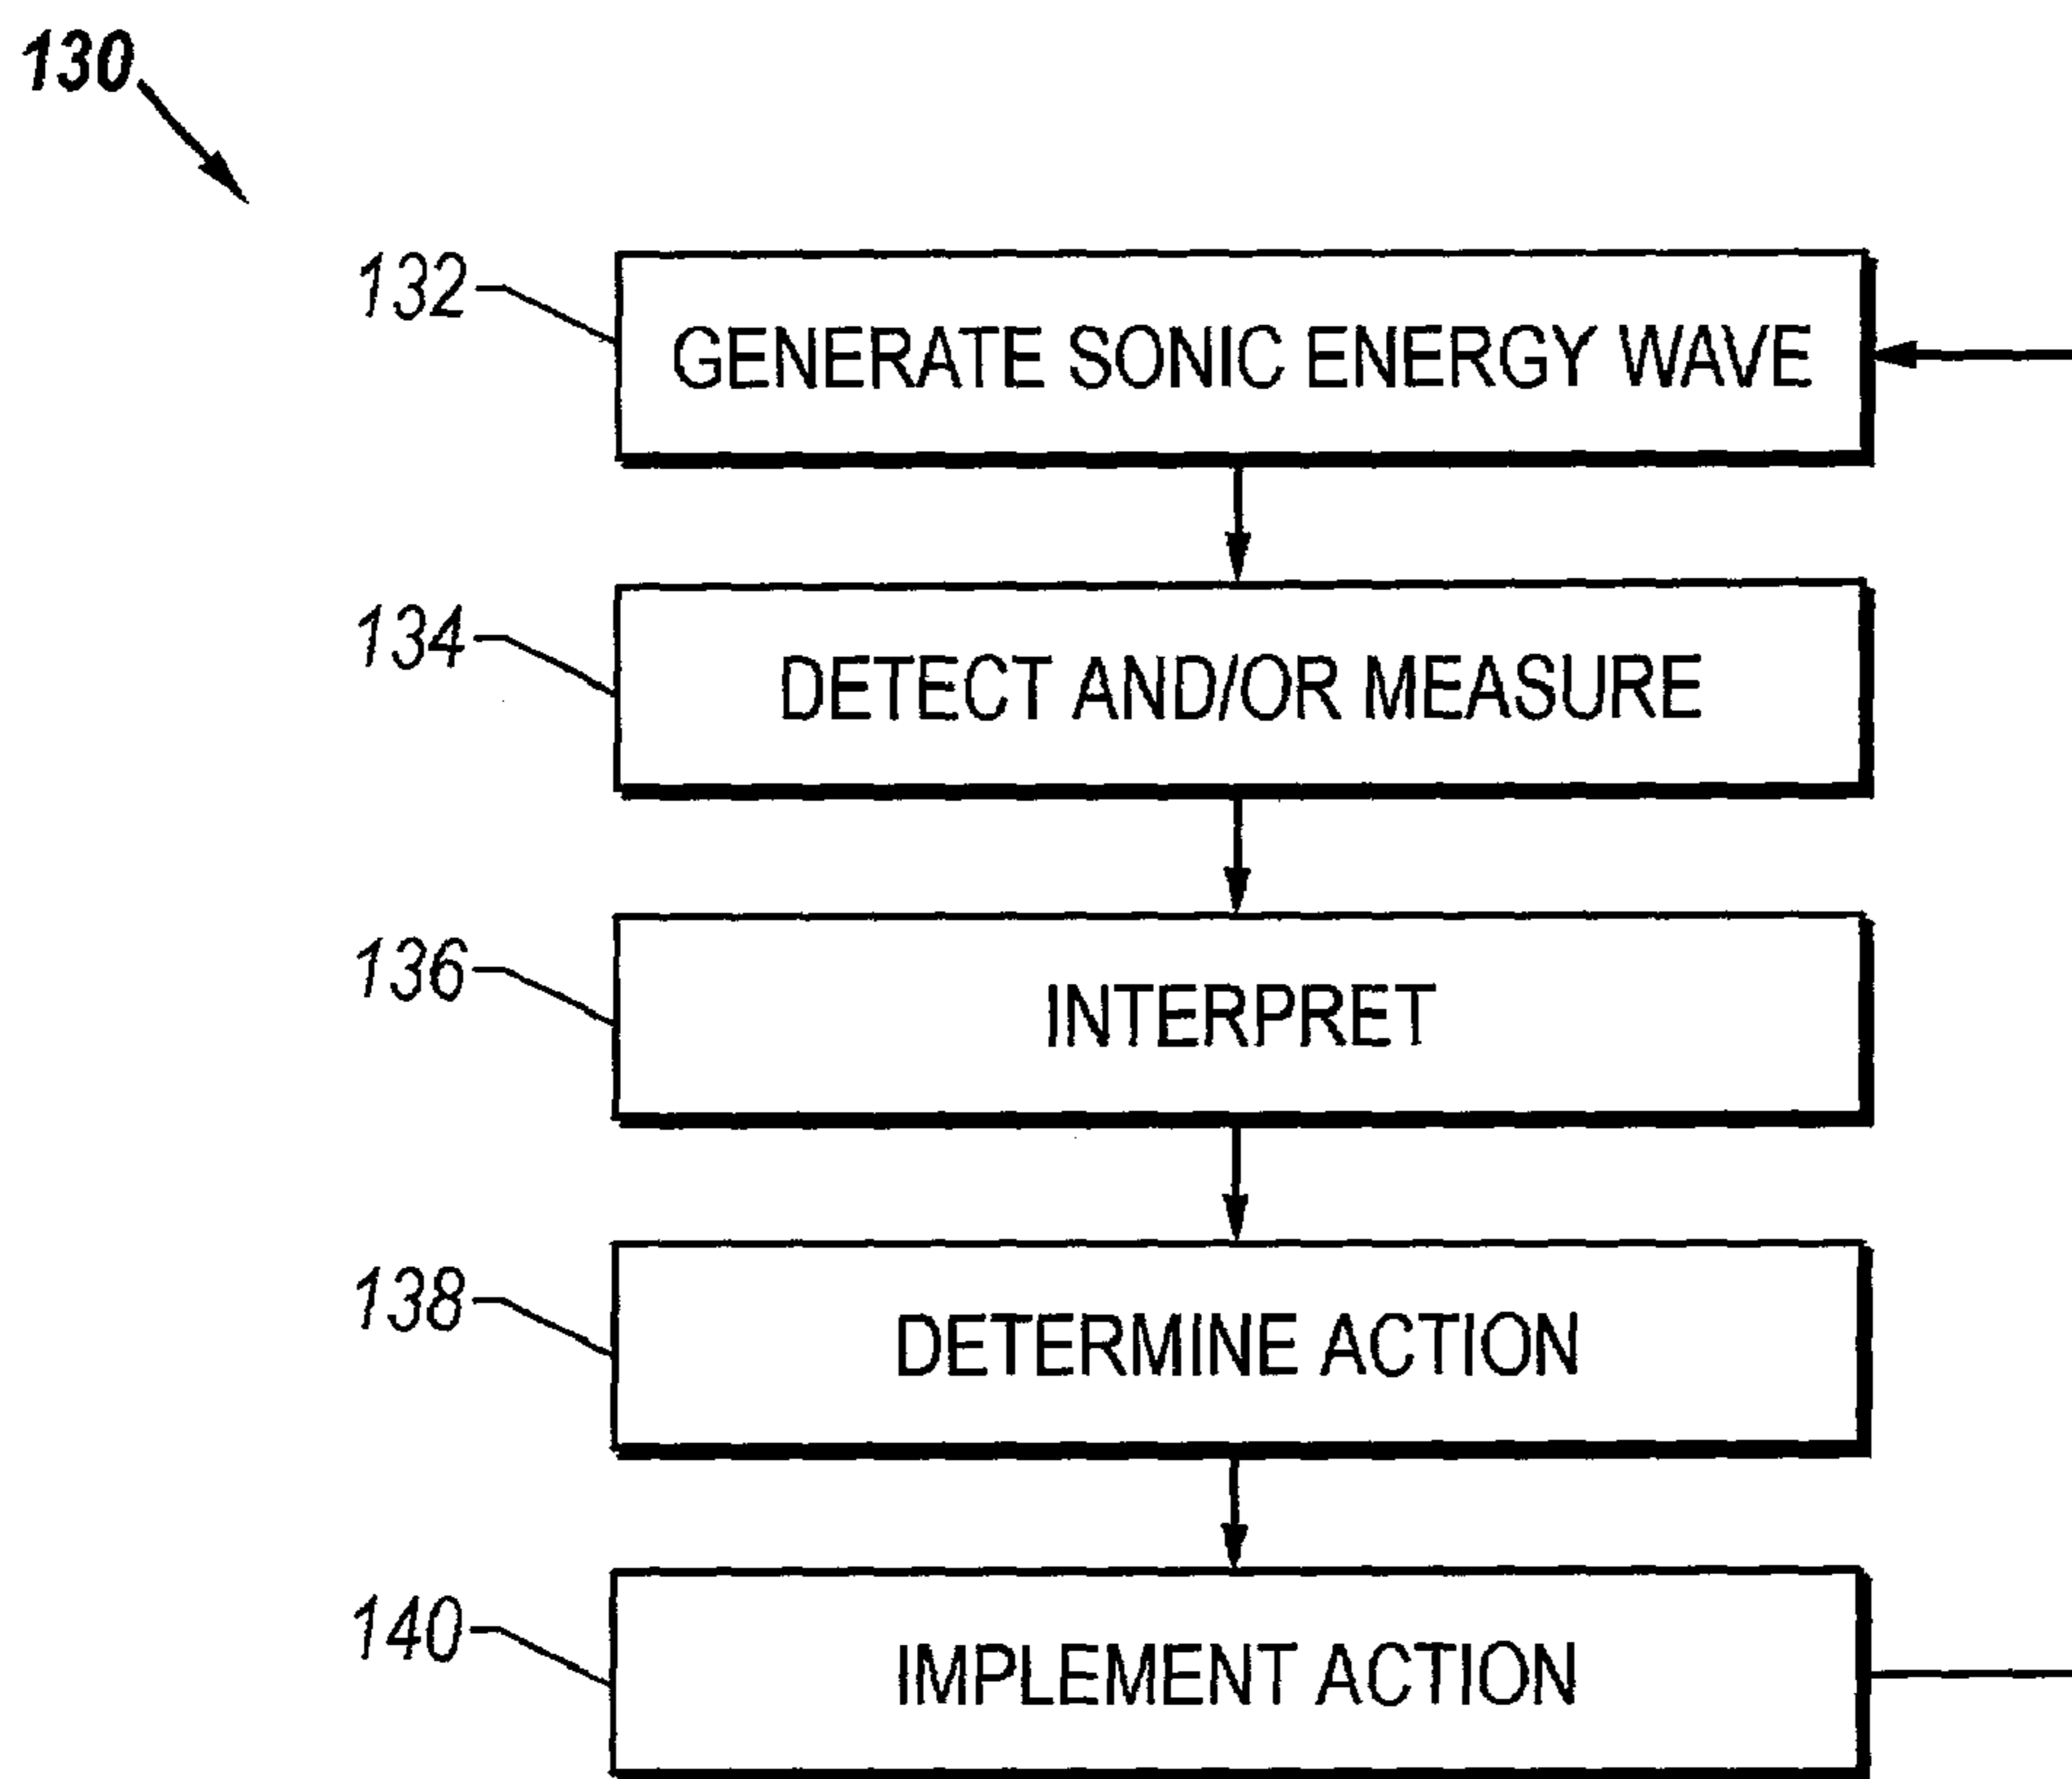 130
132
GENERATE SONIC ENERGY WAVE
134
DETECT AND/OR MEASURE
136
INTERPRET
138
DETERMINE ACTION
140
IMPLEMENT ACTION